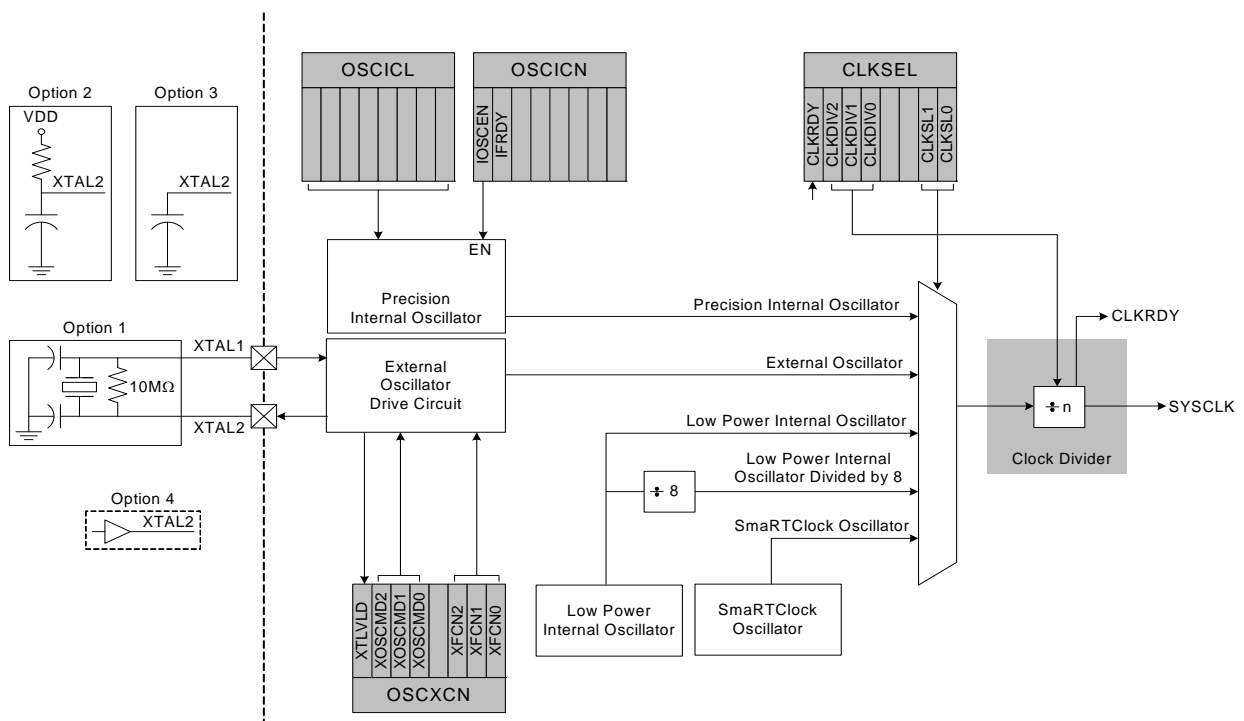 Option 2
VDD
XTAL2
Option 3
XTAL2
Option 1
10MΩ
XTAL1
XTAL2
Option 4
XTAL2
OSCICL
OSCICN
IOSCEN
IFRDY
CLKSEL
CLKRDY
CLKDIV2
CLKDIV1
CLKDIV0
CLKSL1
CLKSL0
EN
Precision
Internal Oscillator
External
Oscillator
Drive Circuit
Precision Internal Oscillator
External Oscillator
Low Power Internal Oscillator
Low Power Internal
Oscillator Divided by 8
÷ 8
SmaRTClock Oscillator
Low Power
Internal Oscillator
SmaRTClock
Oscillator
÷ n
Clock Divider
CLKRDY
SYSCLK
XTLVLD
XOSCMD2
XOSCMD1
XOSCMD0
XFCN2
XFCN1
XFCN0
OSCXCN